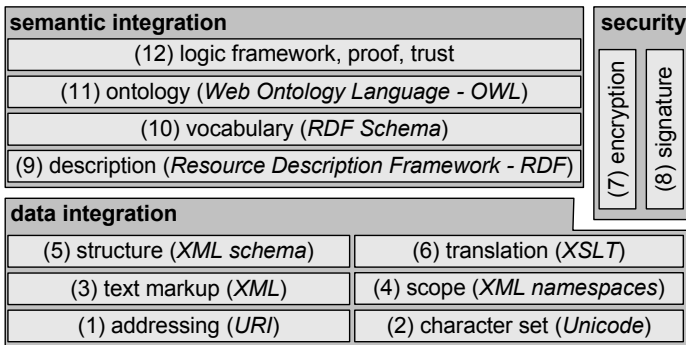 semantic integration
(12) logic framework, proof, trust
(11) ontology (Web Ontology Language - OWL)
(10) vocabulary (RDF Schema)
(9) description (Resource Description Framework - RDF)
security
(7) encryption
(8) signature
data integration
(5) structure (XML schema)
(6) translation (XSLT)
(3) text markup (XML)
(4) scope (XML namespaces)
(1) addressing (URI)
(2) character set (Unicode)